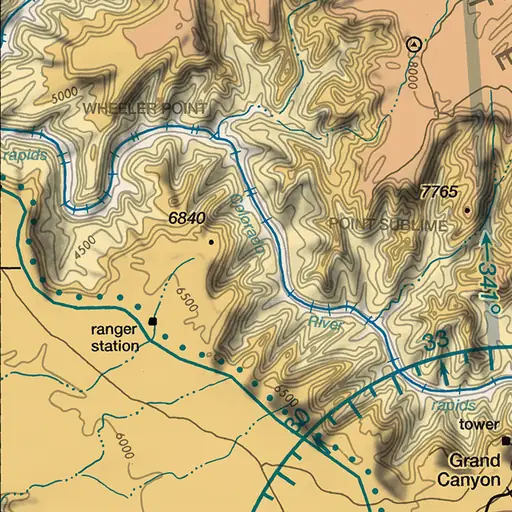 8000
5000
WHEELER POINT
rapids
7765
6840
Colorado
POINT SUBLIME
4500
341°
6500
ranger
station
River
33
6500
rapids
6000
tower
Grand
Canyon